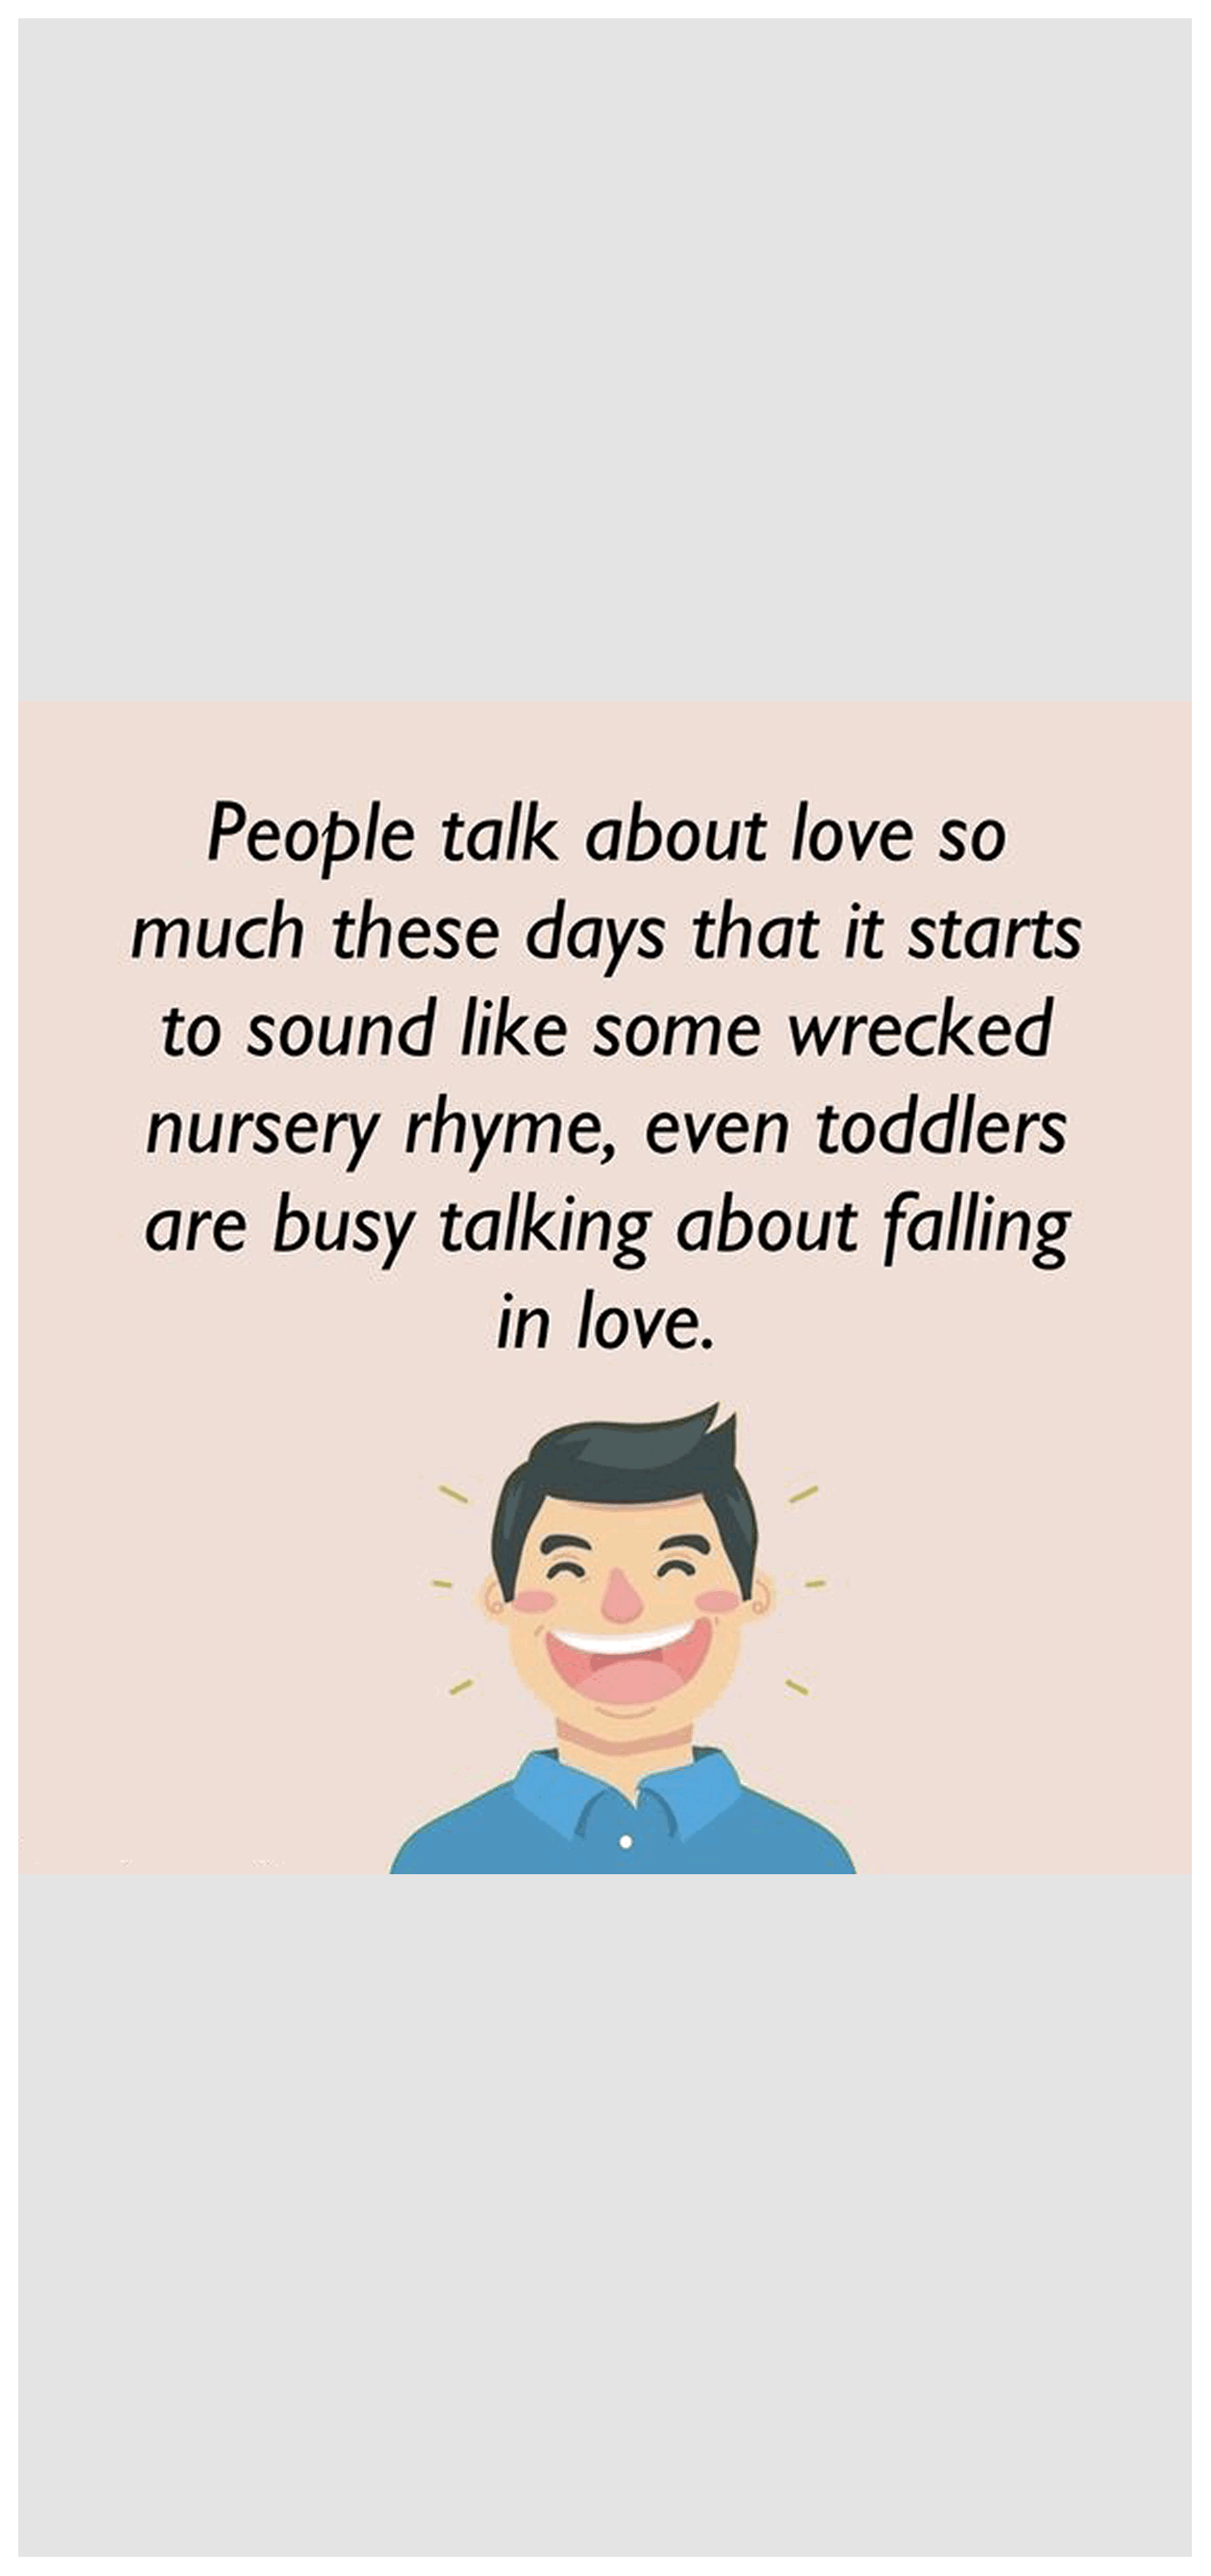 People talk about love so
much these days that it starts
to sound like some wrecked
nursery rhyme, even toddlers
are busy talking about falling
in love.